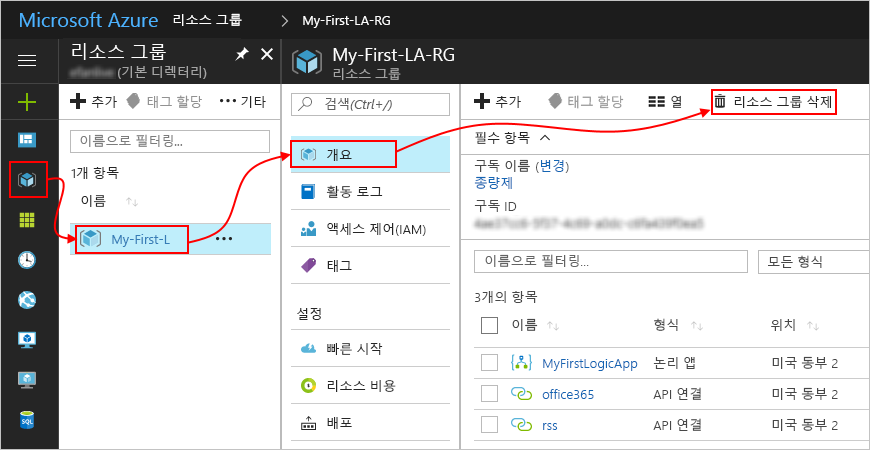 Microsoft Azure 리소스 그룹 > My-First-LA-RG
리소스 그룹
(기본 디렉터리)
추가 태그 할당 기타
이름으로 필터링...
1개 항목
이름
My-First-L
My-First-LA-RG
리소스 그룹
검색(Ctrl+/)
개요
활동 로그
액세스 제어(IAM)
태그
설정
빠른 시작
리소스 비용
배포
추가 태그 할당 열 리소스 그룹 삭제
필수 항목
구독 이름 (변경)
종량제
구독 ID
이름으로 필터링... 모든 형식
3개의 항목
이름 형식 위치
MyFirstLogicApp 논리 앱 미국 동부 2
office365 API 연결 미국 동부 2
rss API 연결 미국 동부 2
SQL